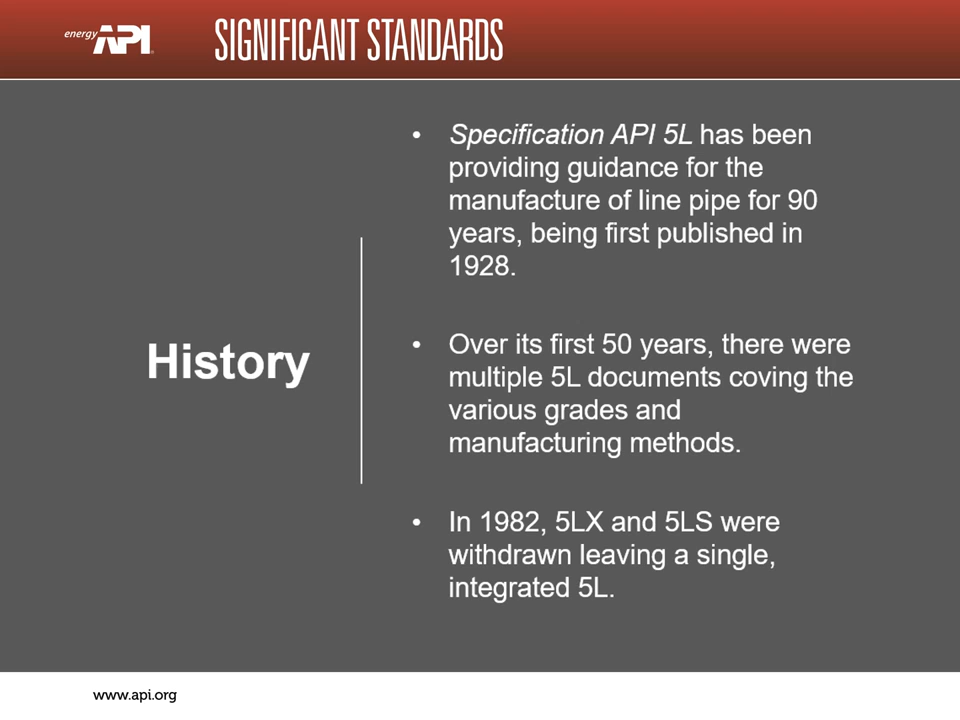 energy API SIGNIFICANT STANDARDS
• Specification API 5L has been
providing guidance for the
manufacture of line pipe for 90
years, being first published in
1928.
History
• Over its first 50 years, there were
multiple 5L documents coving the
various grades and
manufacturing methods.
• In 1982, 5LX and 5LS were
withdrawn leaving a single,
integrated 5L.
www.api.org